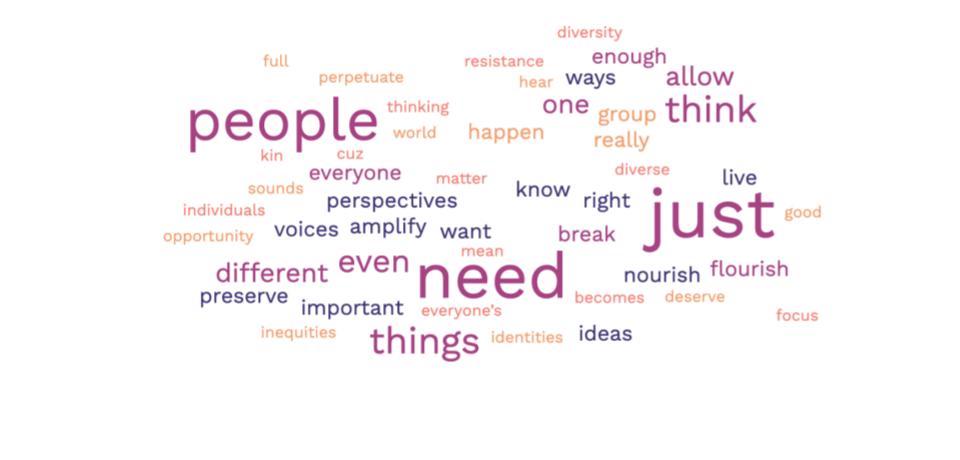 diversity
full resistance enough
perpetuate hear ways allow
people thinking one group think
world happen really
kin cuz
everyone matter diverse live
sounds perspectives know right just
individuals good
opportunity voices amplify want break
mean
different even need nourish flourish
preserve important everyone's becomes deserve
focus
inequities things identities ideas